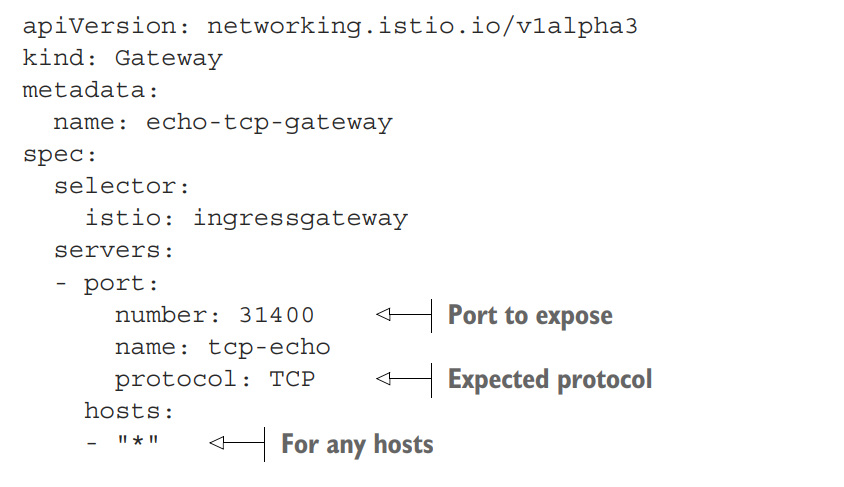 apiVersion: networking.istio.io/v1alpha3
kind: Gateway
metadata:
  name: echo-tcp-gateway
spec:
  selector:
    istio: ingressgateway
  servers:
  - port:
      number: 31400 Port to expose
      name: tcp-echo
      protocol: TCP Expected protocol
    hosts:
    - "*" For any hosts